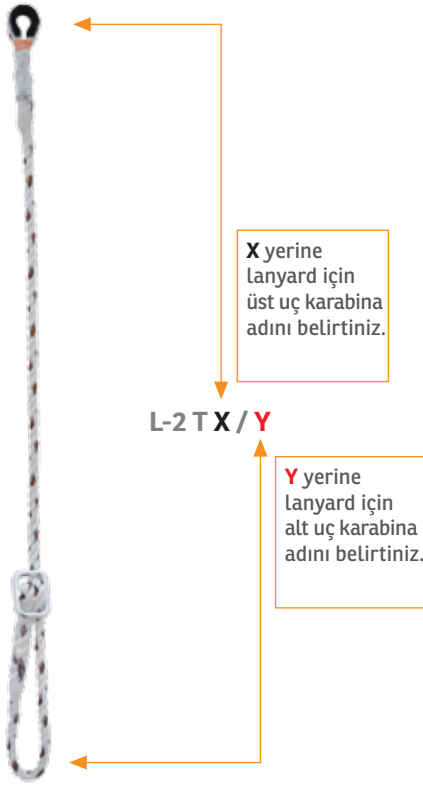 X yerine
lanyard için
üst uç karabina
adını belirtiniz.
L-2 T X / Y
Y yerine
lanyard için
alt uç karabina
adını belirtiniz.